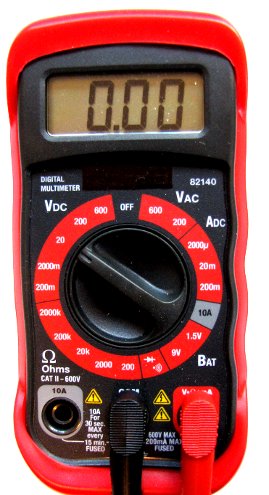 0.00
DIGITAL
MULTIMETER
82140
VDC
OFF
VAC
600
600
200
200
ADC
20
2000µ
2000m
20m
200m
200m
2000k
10A
200k
1.5V
20k
9V
BAT
2000
200
Ω
Ohms
CAT II - 600V
10A
10A
For
30 sec.
MAX
every
15 min.
FUSED
COM
600V MAX
200mA MAX
FUSED